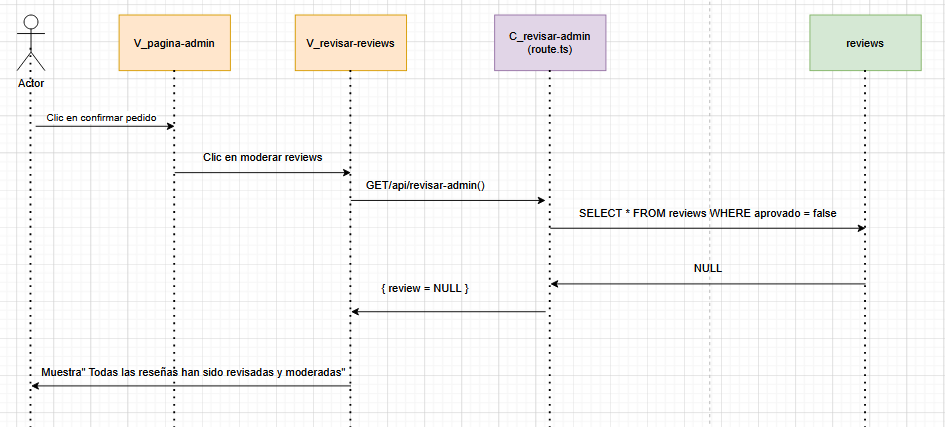 V_pagina-admin
V_revisar-reviews
C_revisar-admin
(route.ts)
reviews
Actor
Clic en confirmar pedido
Clic en moderar reviews
GET/api/revisar-admin()
SELECT * FROM reviews WHERE aprovado = false
NULL
{ review = NULL }
Muestra" Todas las reseñas han sido revisadas y moderadas"